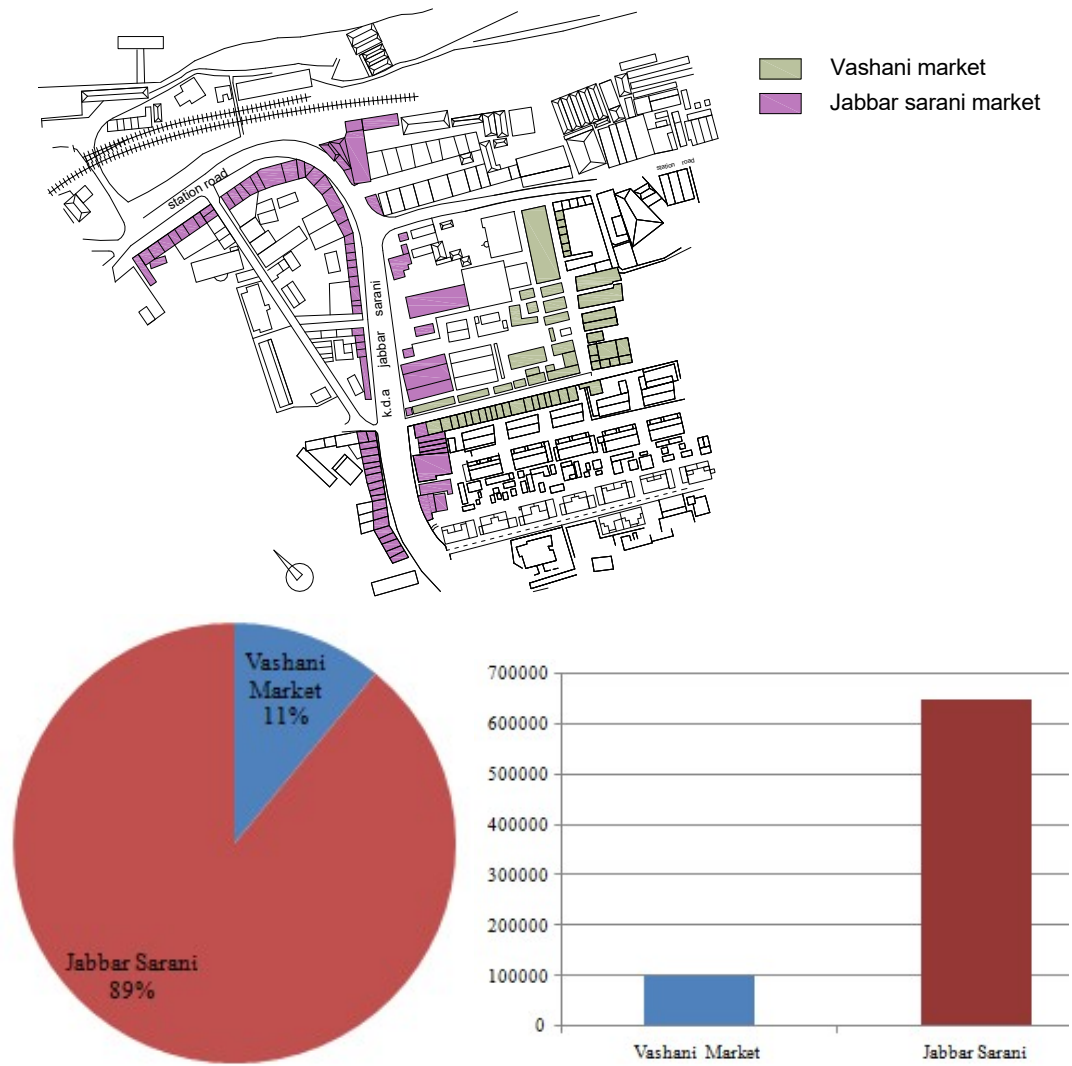 Vashani market
Jabbar sarani market
station road
station road
k.d.a jabbar sarani
Vashani
Market
11%
Jabbar Sarani
89%
700000
600000
500000
400000
300000
200000
100000
0
Vashani Market
Jabbar Sarani